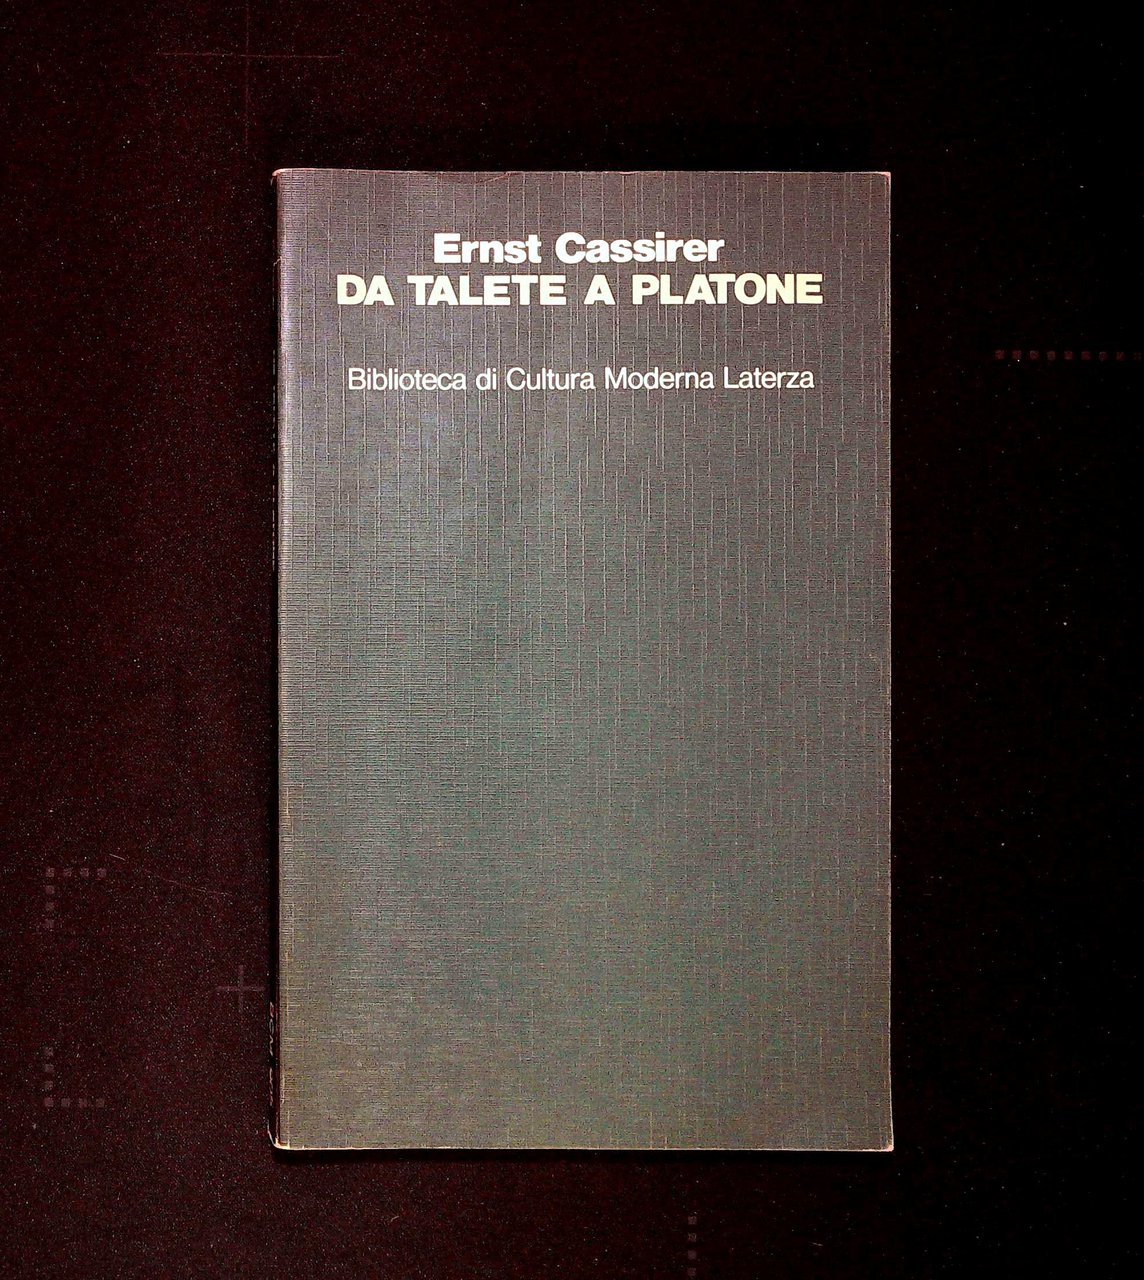 Ernst Cassirer
DA TALETE A PLATONE
Biblioteca di Cultura Moderna Laterza